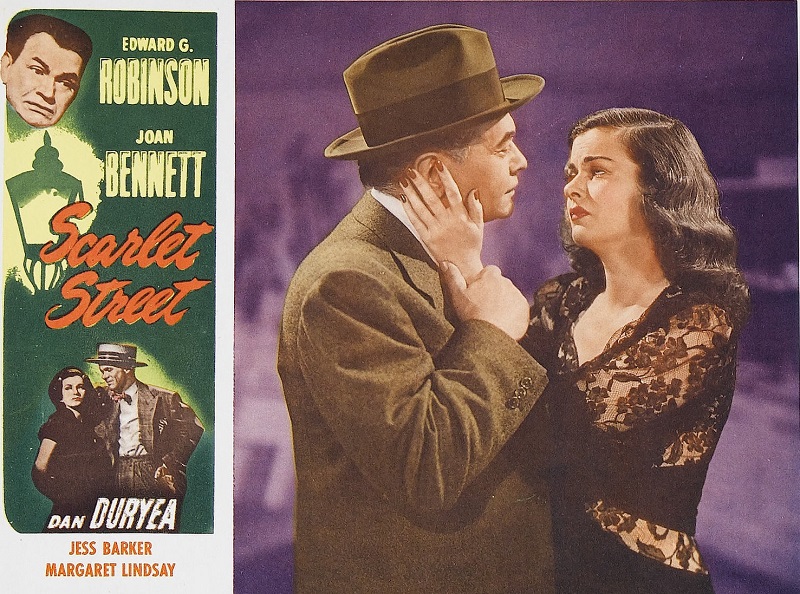 EDWARD G.
ROBINSON
JOAN
BENNETT
Scarlet
Street
DAN DURYEA
JESS BARKER
MARGARET LINDSAY